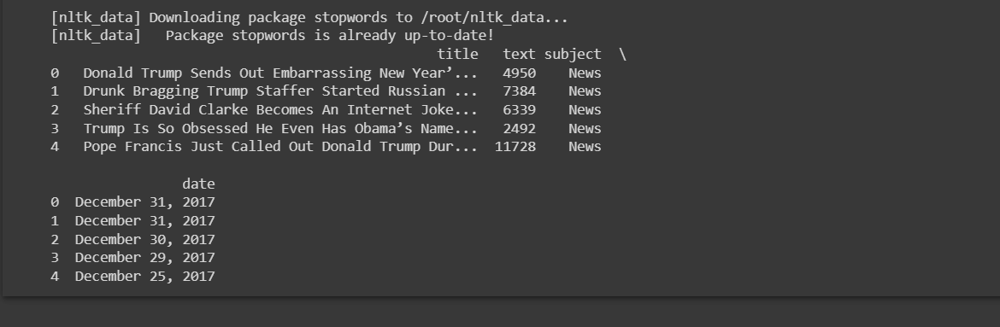 [nltk_data] Downloading package stopwords to /root/nltk_data...
[nltk_data]   Package stopwords is already up-to-date!
                                               title   text subject  \
0   Donald Trump Sends Out Embarrassing New Year’...   4950    News
1   Drunk Bragging Trump Staffer Started Russian ...   7384    News
2   Sheriff David Clarke Becomes An Internet Joke...   6339    News
3   Trump Is So Obsessed He Even Has Obama’s Name...   2492    News
4   Pope Francis Just Called Out Donald Trump Dur...  11728    News
                date
0  December 31, 2017
1  December 31, 2017
2  December 30, 2017
3  December 29, 2017
4  December 25, 2017